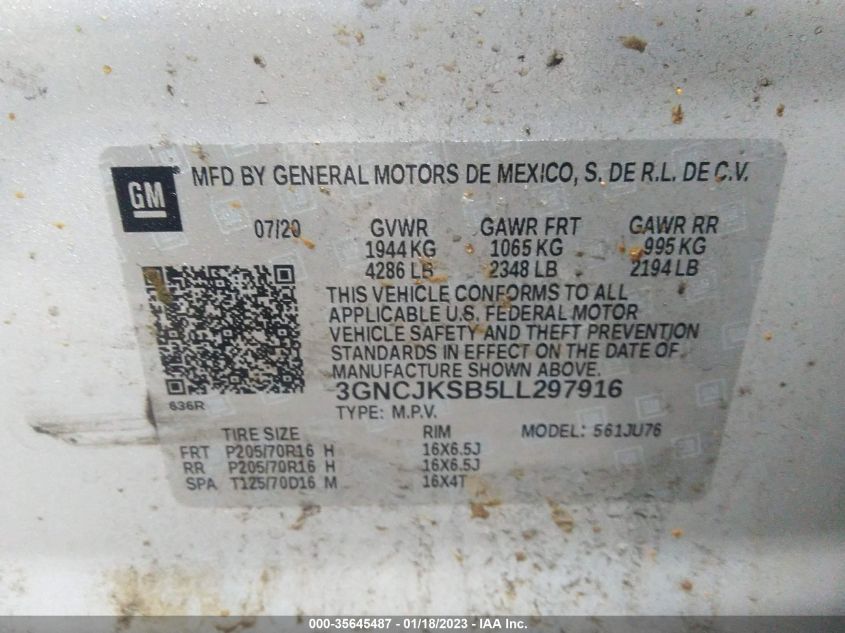 GM
MFD BY GENERAL MOTORS DE MEXICO, S. DE R.L. DE C.V.
07/20 GVWR GAWR FRT GAWR RR
1944 KG 1065 KG 995 KG
4286 LB 2348 LB 2194 LB
THIS VEHICLE CONFORMS TO ALL
APPLICABLE U.S. FEDERAL MOTOR
VEHICLE SAFETY AND THEFT PREVENTION
STANDARDS IN EFFECT ON THE DATE OF
MANUFACTURE SHOWN ABOVE.
3GNCJKSB5LL297916
636R
TYPE: M.P.V.
TIRE SIZE RIM MODEL: 561JU76
FRT P205/70R16 H 16X6.5J
RR P205/70R16 H 16X6.5J
SPA T125/70D16 M 16X4T
000-35645487 - 01/18/2023 - IAA Inc.